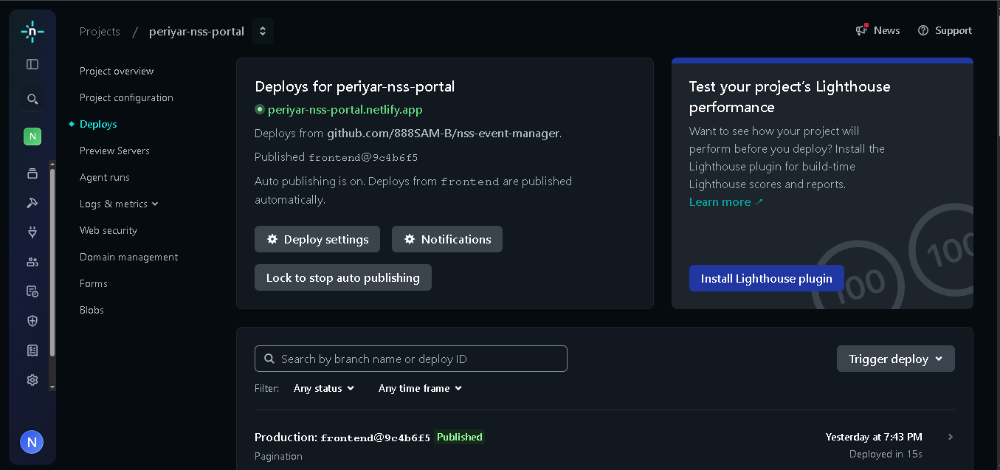 Projects / periyar-nss-portal
News
Support
N
N
Project overview
Project configuration
Deploys
Preview Servers
Agent runs
Logs & metrics
Web security
Domain management
Forms
Blobs
Deploys for periyar-nss-portal
periyar-nss-portal.netlify.app
Deploys from github.com/888SAM-B/nss-event-manager.
Published frontend@9c4b6f5
Auto publishing is on. Deploys from frontend are published
automatically.
Deploy settings
Notifications
Lock to stop auto publishing
Test your project's Lighthouse
performance
Want to see how your project will
perform before you deploy? Install the
Lighthouse plugin for build-time
Lighthouse scores and reports.
Learn more ↗
100
100
Install Lighthouse plugin
Search by branch name or deploy ID
Trigger deploy
Filter: Any status Any time frame
Production: frontend@9c4b6f5 Published
Pagination
Yesterday at 7:43 PM
Deployed in 15s